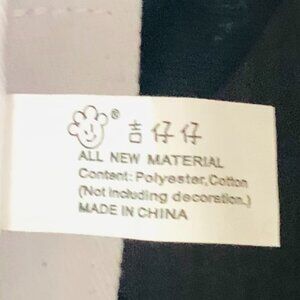 ® 吉仔仔
ALL NEW MATERIAL
Content: Polyester,Cotton
(Not including decoration.)
MADE IN CHINA